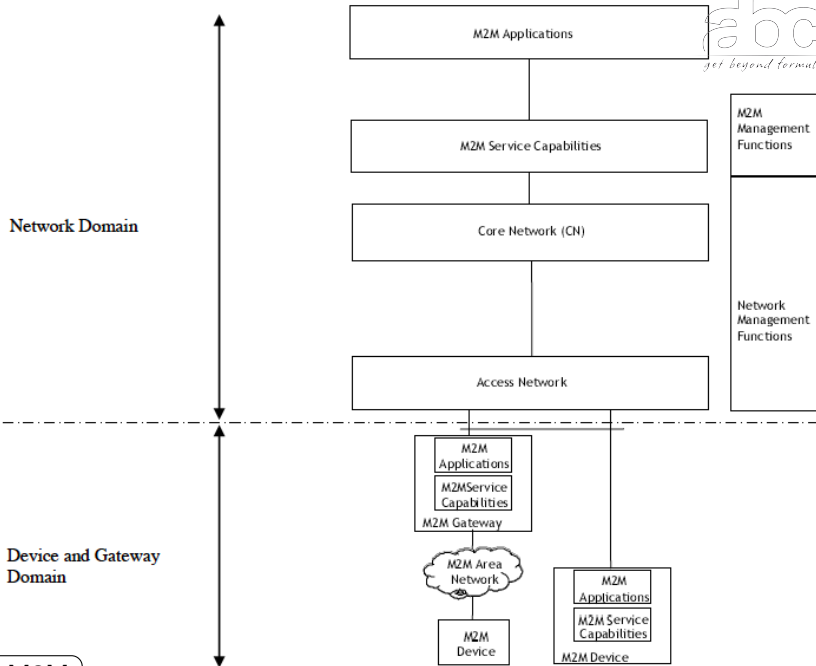 abc
get beyond formul
M2M Applications
M2M
Management
Functions
M2M Service Capabilities
Network Domain
Core Network (CN)
Network
Management
Functions
Access Network
M2M
Applications
M2MService
Capabilities
M2M Gateway
Device and Gateway
Domain
M2M Area
Network
M2M
Applications
M2M Service
Capabilities
M2M Device
M2M
Device